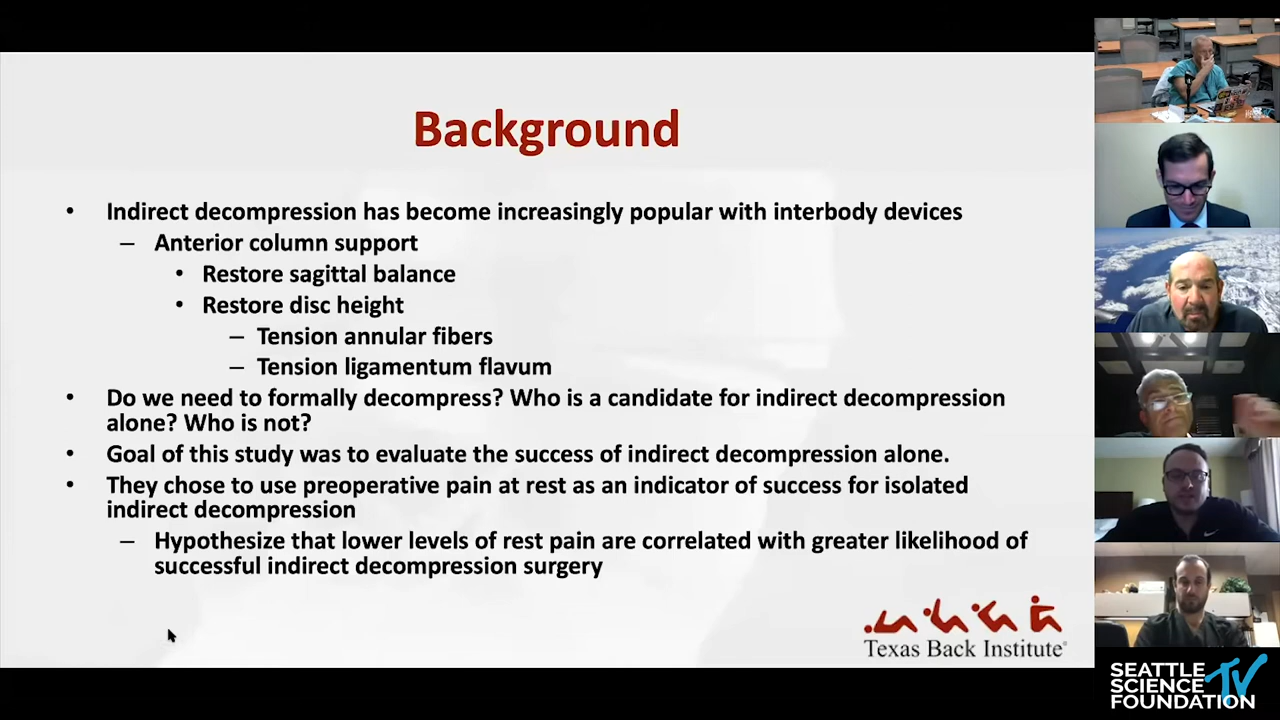 Background
• Indirect decompression has become increasingly popular with interbody devices
– Anterior column support
• Restore sagittal balance
• Restore disc height
– Tension annular fibers
– Tension ligamentum flavum
• Do we need to formally decompress? Who is a candidate for indirect decompression
alone? Who is not?
• Goal of this study was to evaluate the success of indirect decompression alone.
• They chose to use preoperative pain at rest as an indicator of success for isolated
indirect decompression
– Hypothesize that lower levels of rest pain are correlated with greater likelihood of
successful indirect decompression surgery
Texas Back Institute®
SEATTLE
SCIENCE TV
FOUNDATION